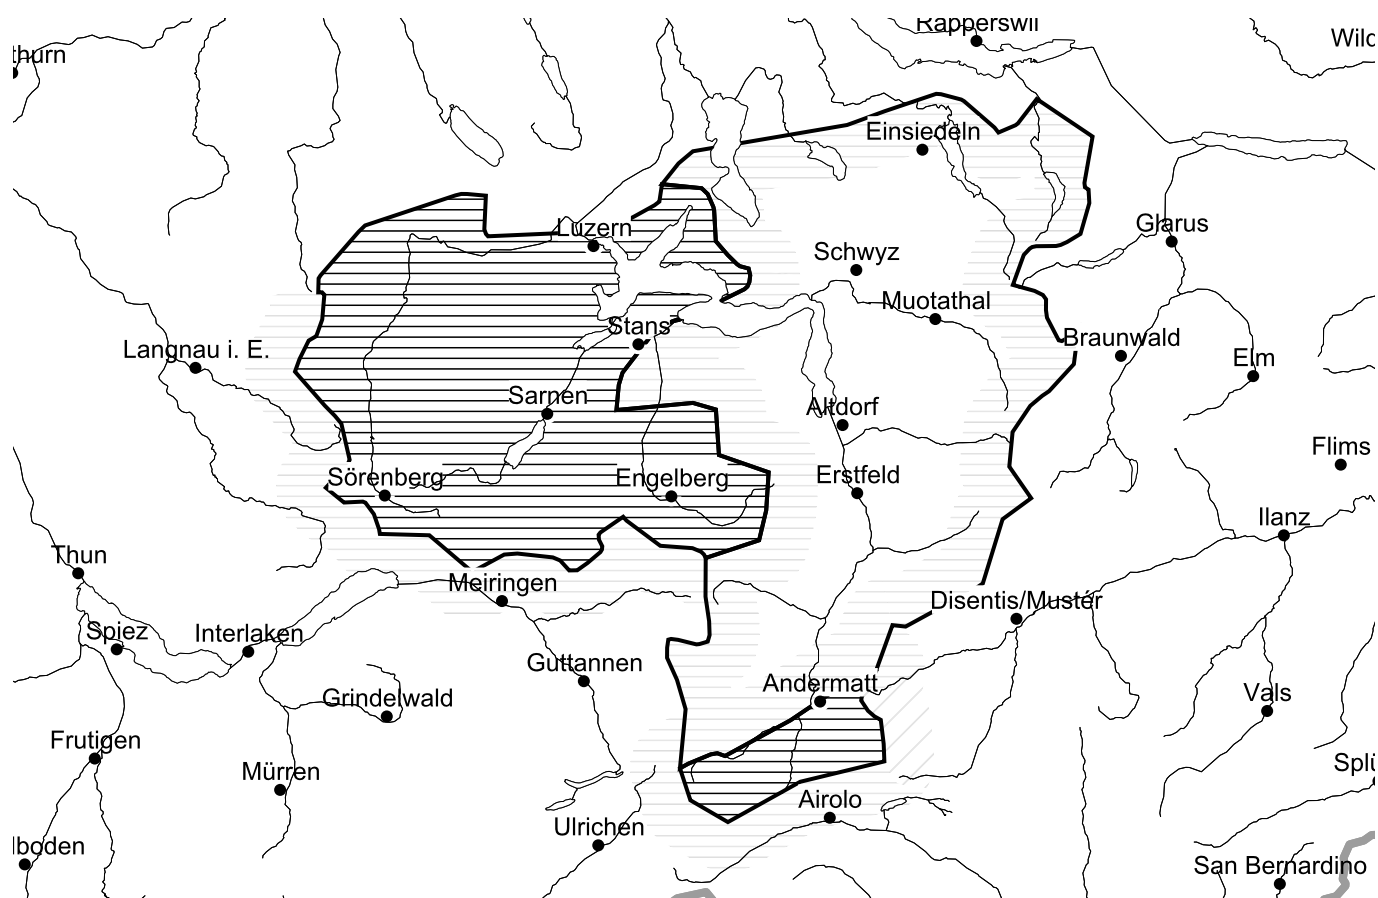 Rapperswil
thurn
Wild
Einsiedeln
Glarus
Luzern
Schwyz
Muotathal
Stans
Braunwald
Langnau i. E.
Elm
Sarnen
Altdorf
Flims
Sörenberg
Engelberg
Erstfeld
Ilanz
Thun
Meiringen
Disentis/Mustér
Spiez
Interlaken
Guttannen
Andermatt
Vals
Grindelwald
Frutigen
Mürren
Splü
Airolo
Ulrichen
lboden
San Bernardino